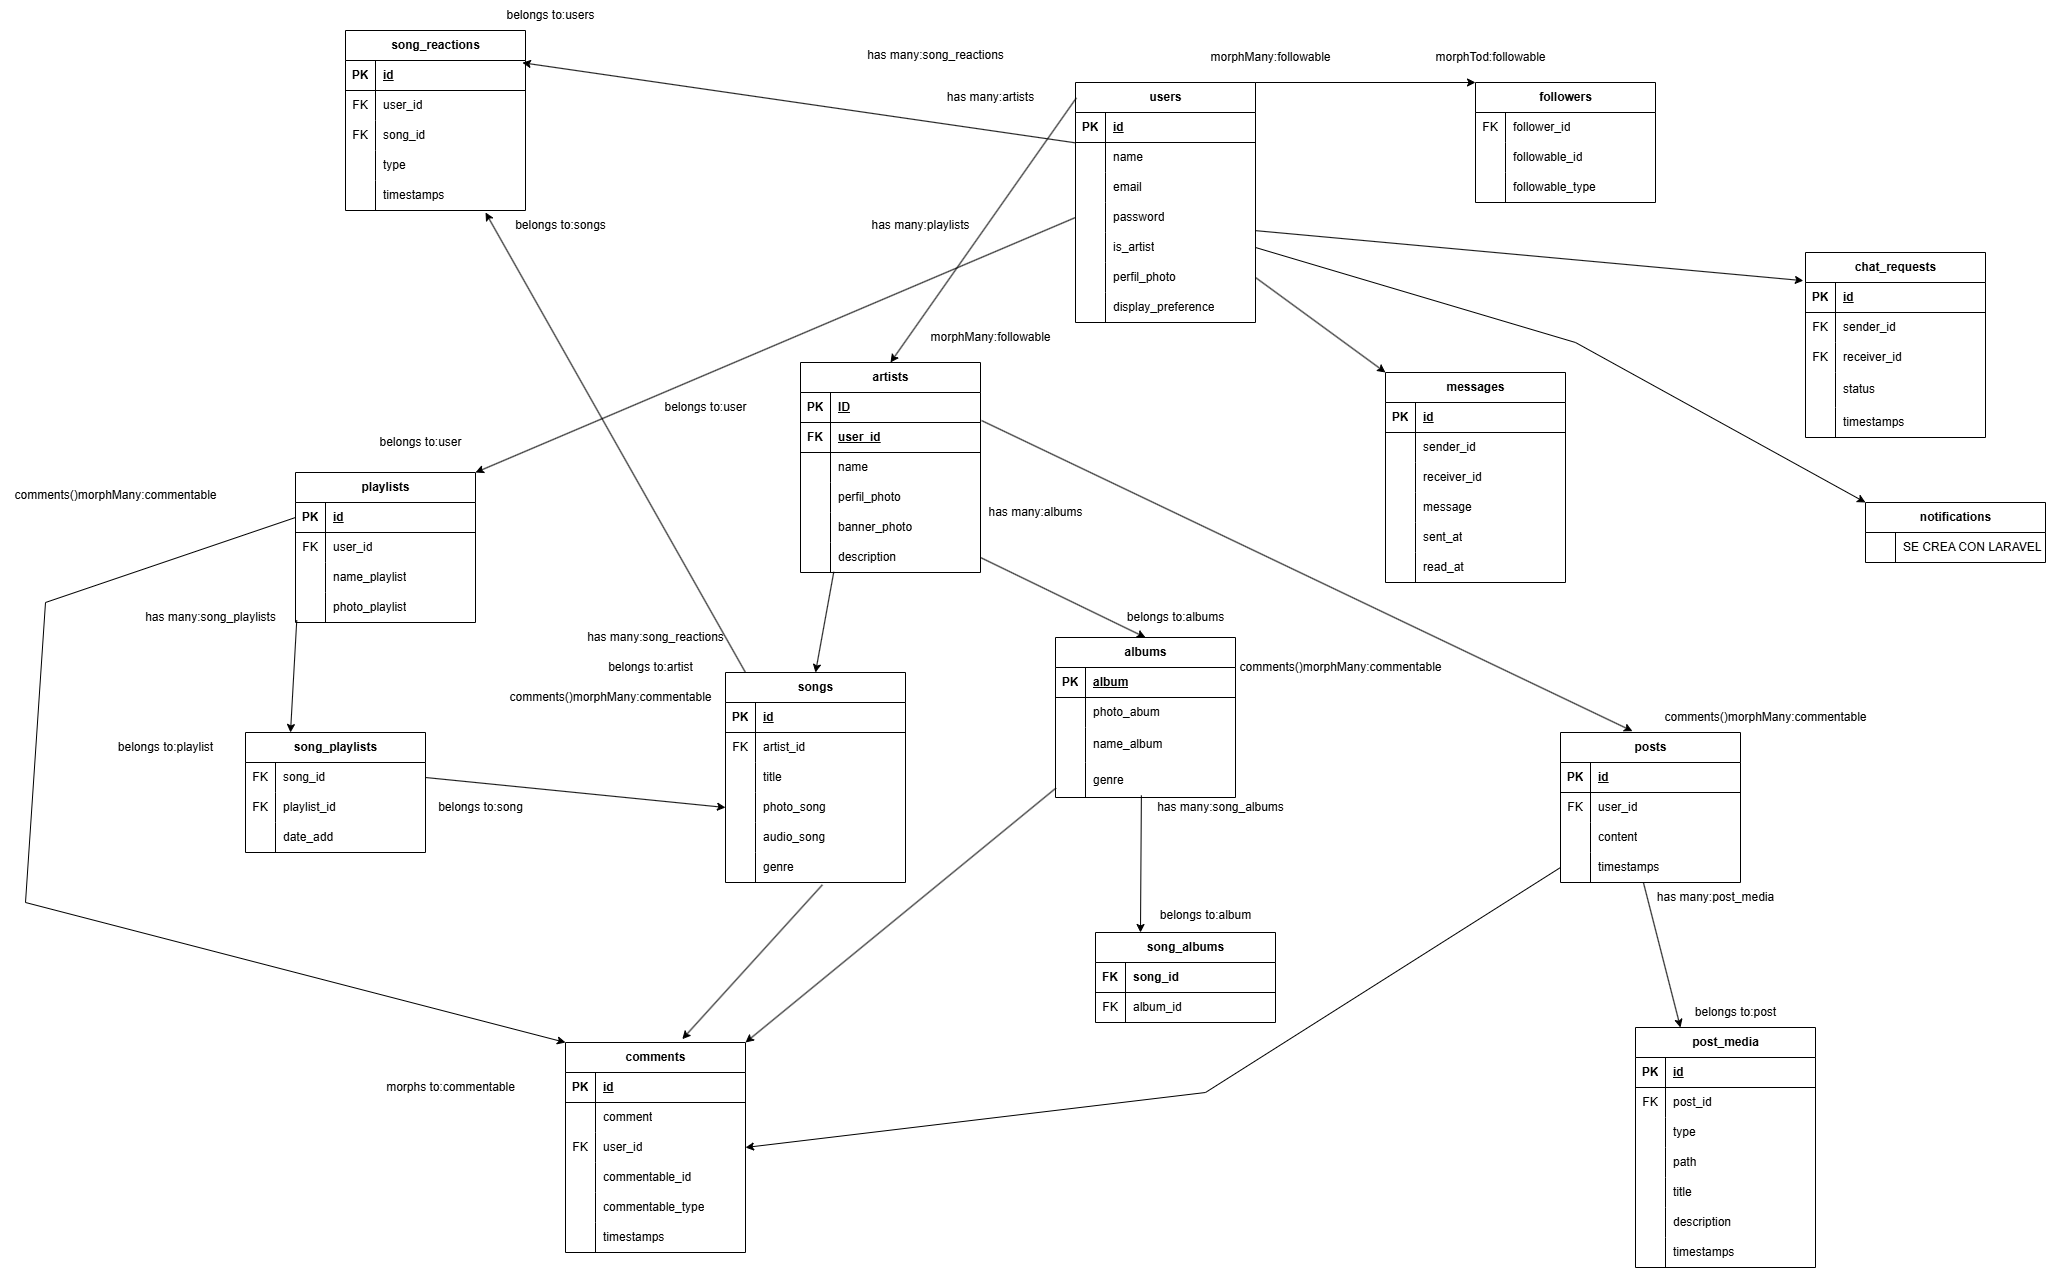 belongs to:users
song_reactions
PK id
FK user_id
FK song_id
type
timestamps
belongs to:songs
has many:song_reactions
has many:artists
has many:playlists
morphMany:followable
morphTod:followable
users
PK id
name
email
password
is_artist
perfil_photo
display_preference
followers
FK follower_id
followable_id
followable_type
chat_requests
PK id
FK sender_id
FK receiver_id
status
timestamps
morphMany:followable
belongs to:user
artists
PK ID
FK user_id
name
perfil_photo
banner_photo
description
has many:albums
messages
PK id
sender_id
receiver_id
message
sent_at
read_at
notifications
SE CREA CON LARAVEL
belongs to:user
comments()morphMany:commentable
playlists
PK id
FK user_id
name_playlist
photo_playlist
has many:song_playlists
belongs to:playlist
song_playlists
FK song_id
FK playlist_id
date_add
belongs to:song
has many:song_reactions
belongs to:artist
comments()morphMany:commentable
songs
PK id
FK artist_id
title
photo_song
audio_song
genre
belongs to:albums
albums
comments()morphMany:commentable
PK album
photo_abum
name_album
genre
has many:song_albums
belongs to:album
song_albums
FK song_id
FK album_id
comments()morphMany:commentable
posts
PK id
FK user_id
content
timestamps
has many:post_media
belongs to:post
post_media
PK id
FK post_id
type
path
title
description
timestamps
morphs to:commentable
comments
PK id
comment
FK user_id
commentable_id
commentable_type
timestamps